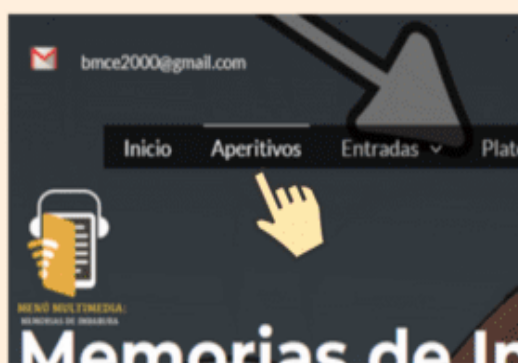 bmce2000@gmail.com
Inicio Aperitivos Entradas
MENÚ MULTIMEDIA:
MEMORIAS DE IMBABURA
Memorias de